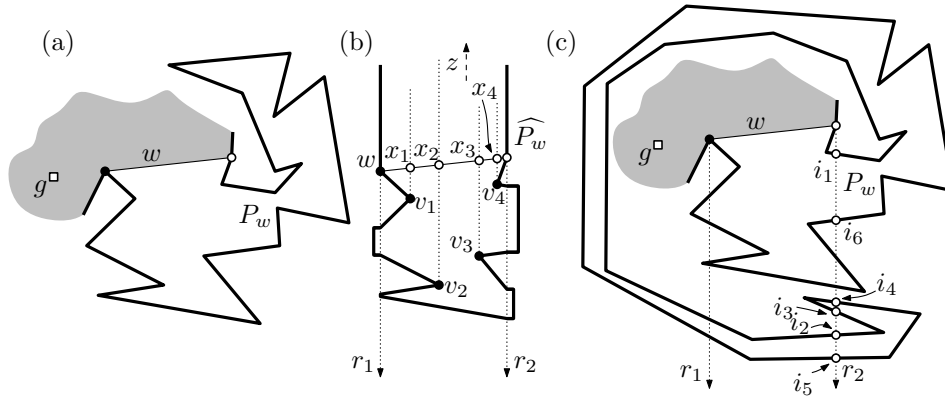 (a)
w
g
P_w
(b)
z
x_4
\widehat{P_w}
w x_1 x_2 x_3
v_1
v_4
v_3
v_2
r_1
r_2
(c)
w
g
i_1 P_w
i_6
i_4
i_3
i_2
r_1
r_2
i_5